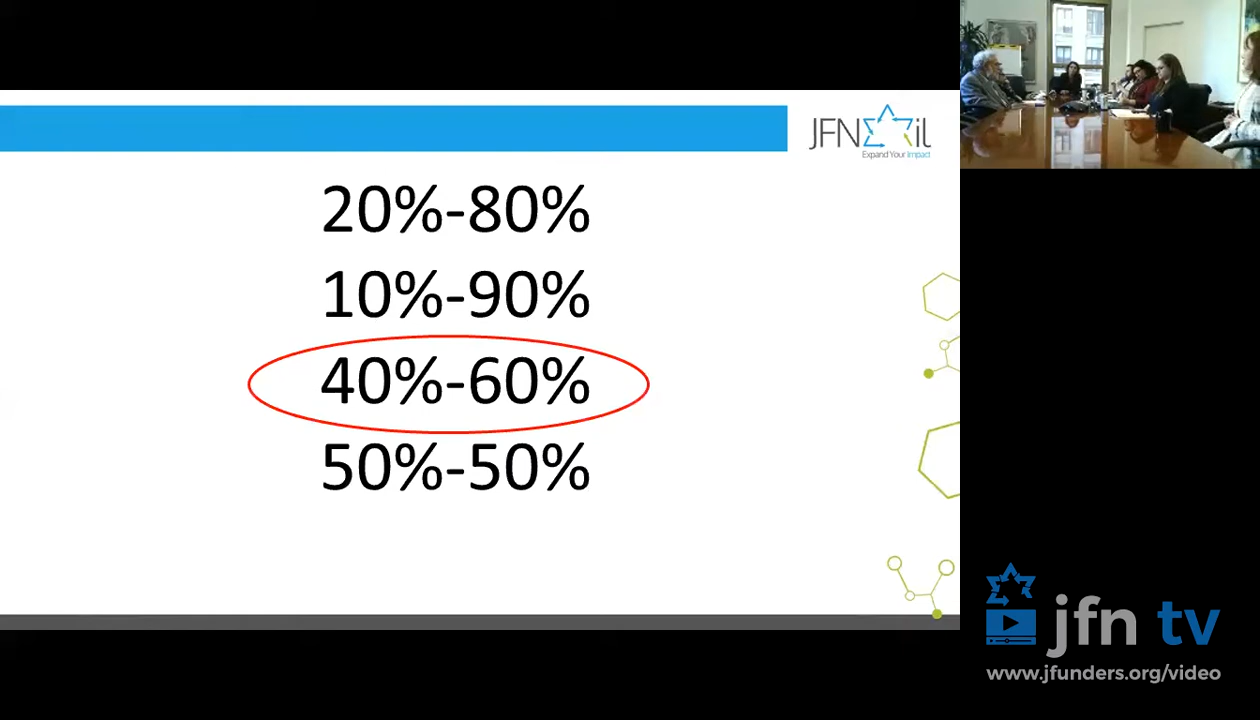 JFN il
Expand Your Impact
20%-80%
10%-90%
40%-60%
50%-50%
jfn tv
www.jfunders.org/video